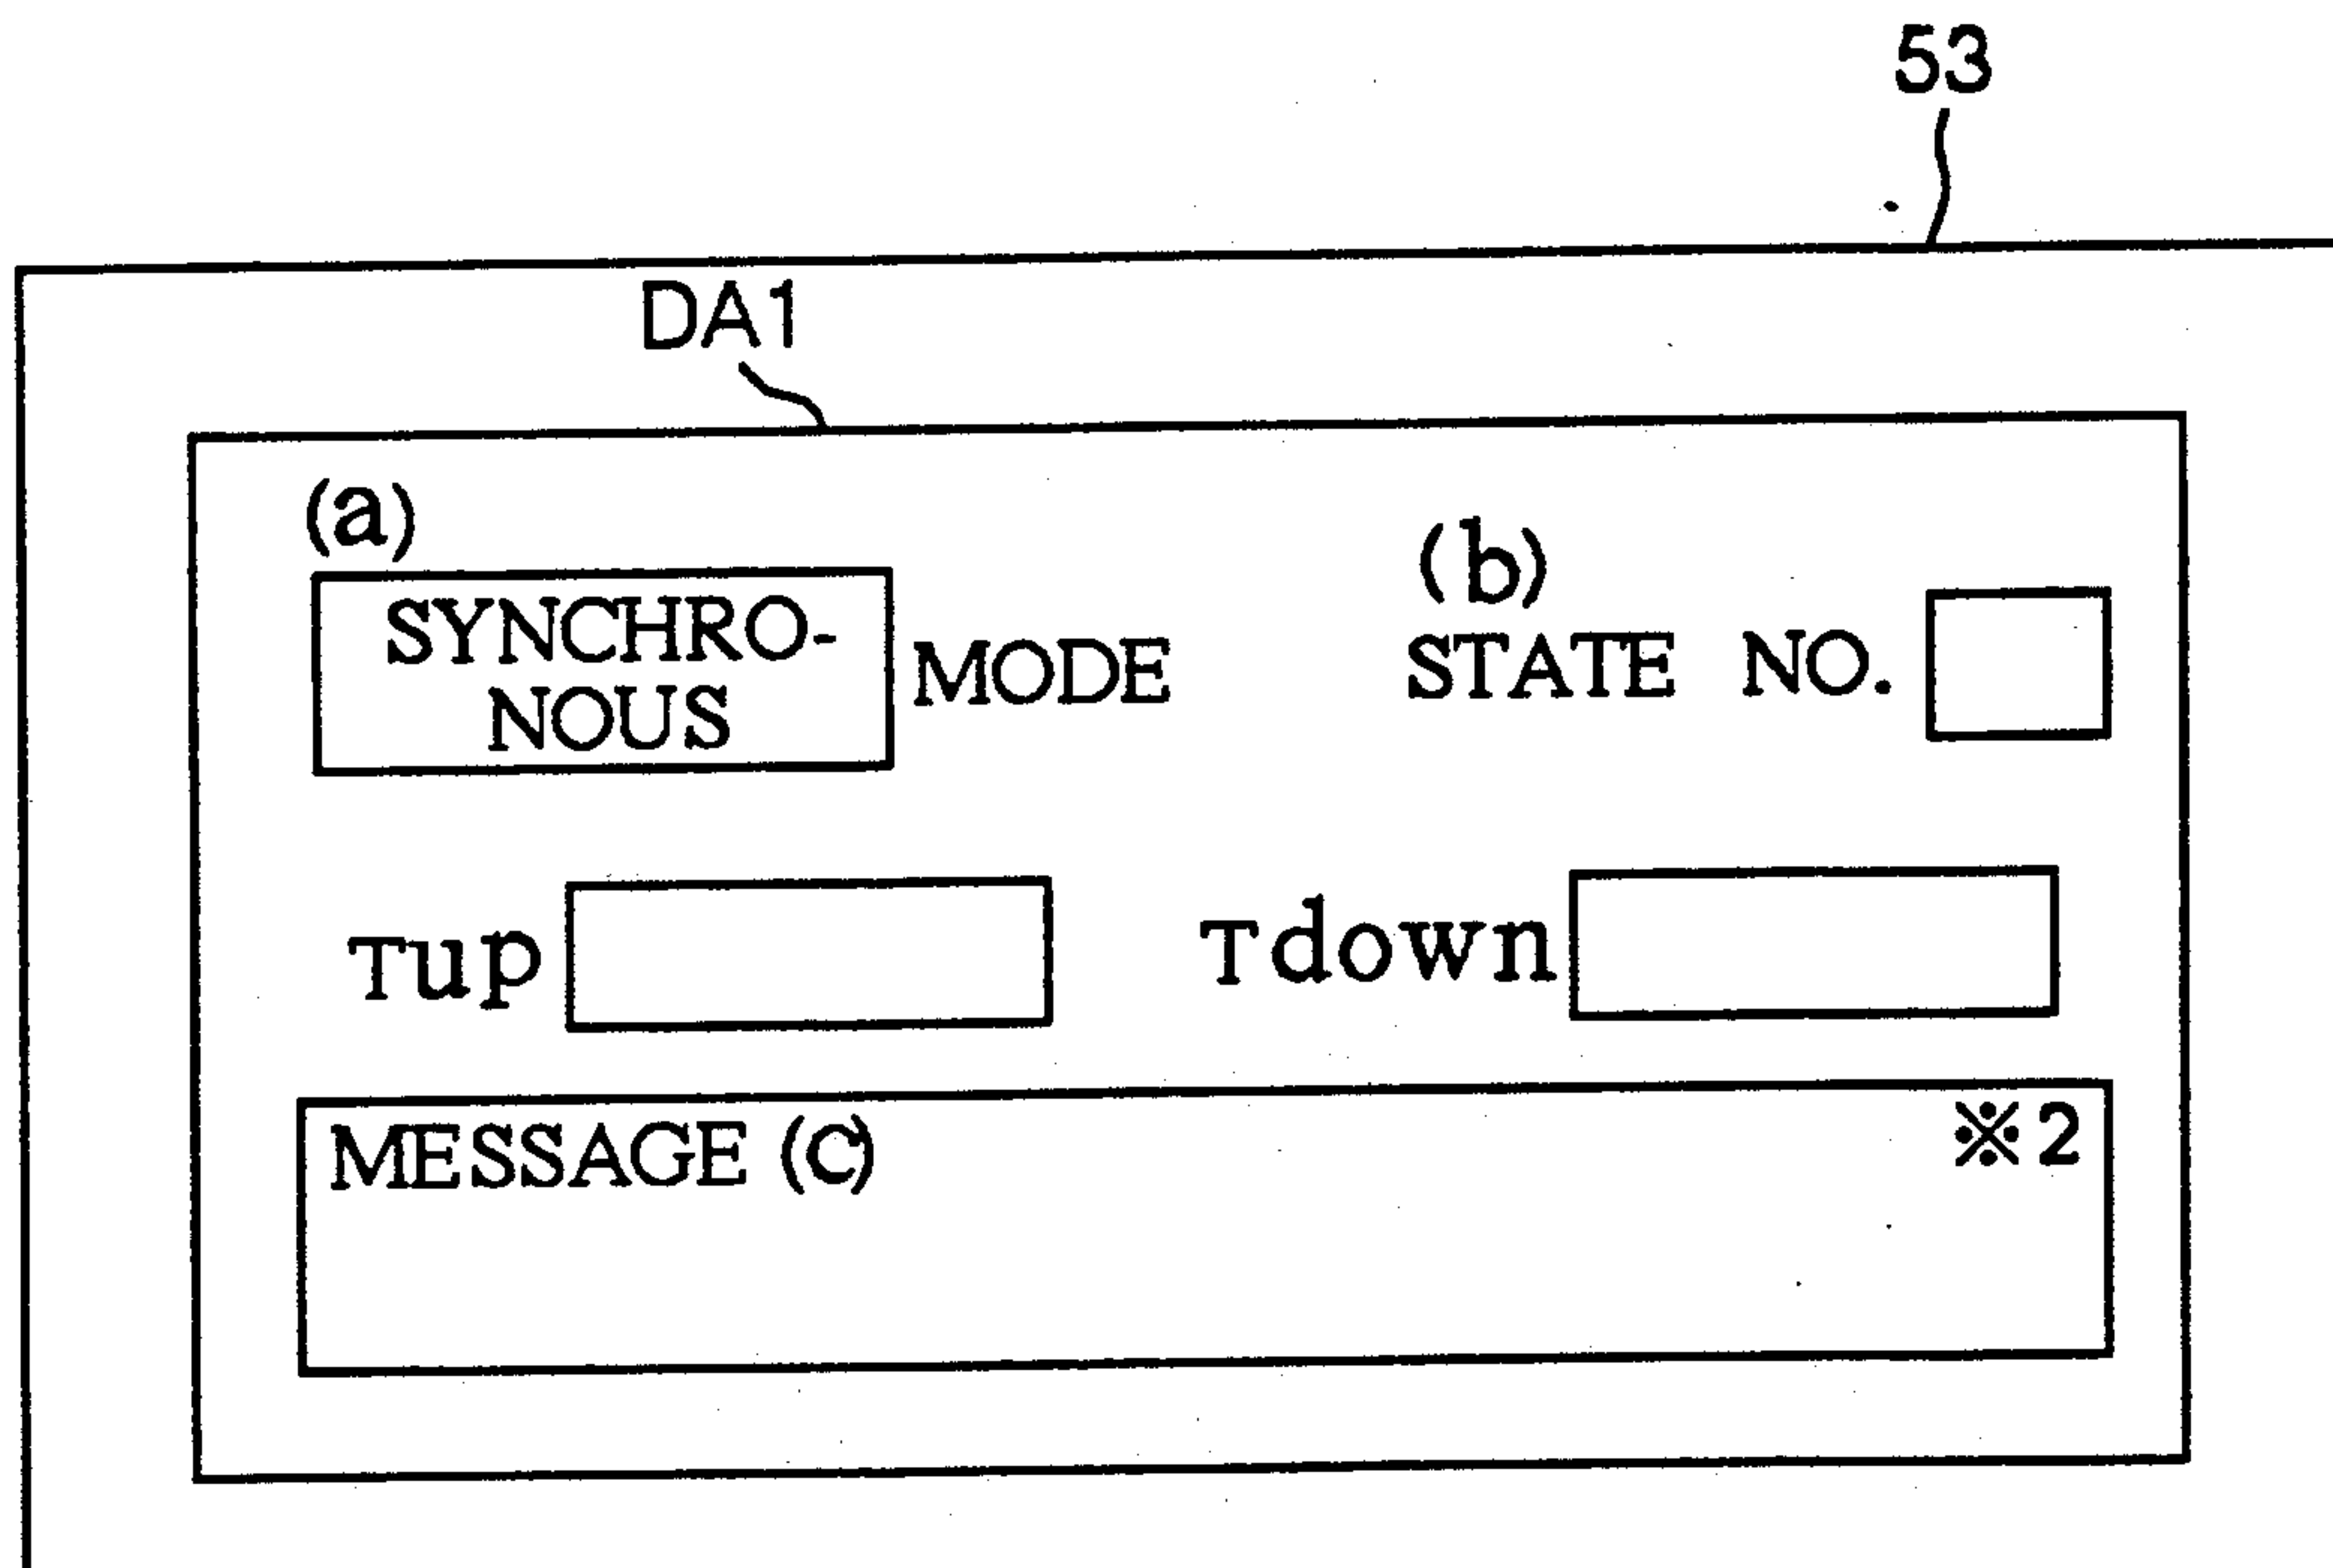 53
DA1
(a)
(b)
SYNCHRO-
NOUS
MODE
STATE NO.
Tup
Tdown
MESSAGE (c)
※2